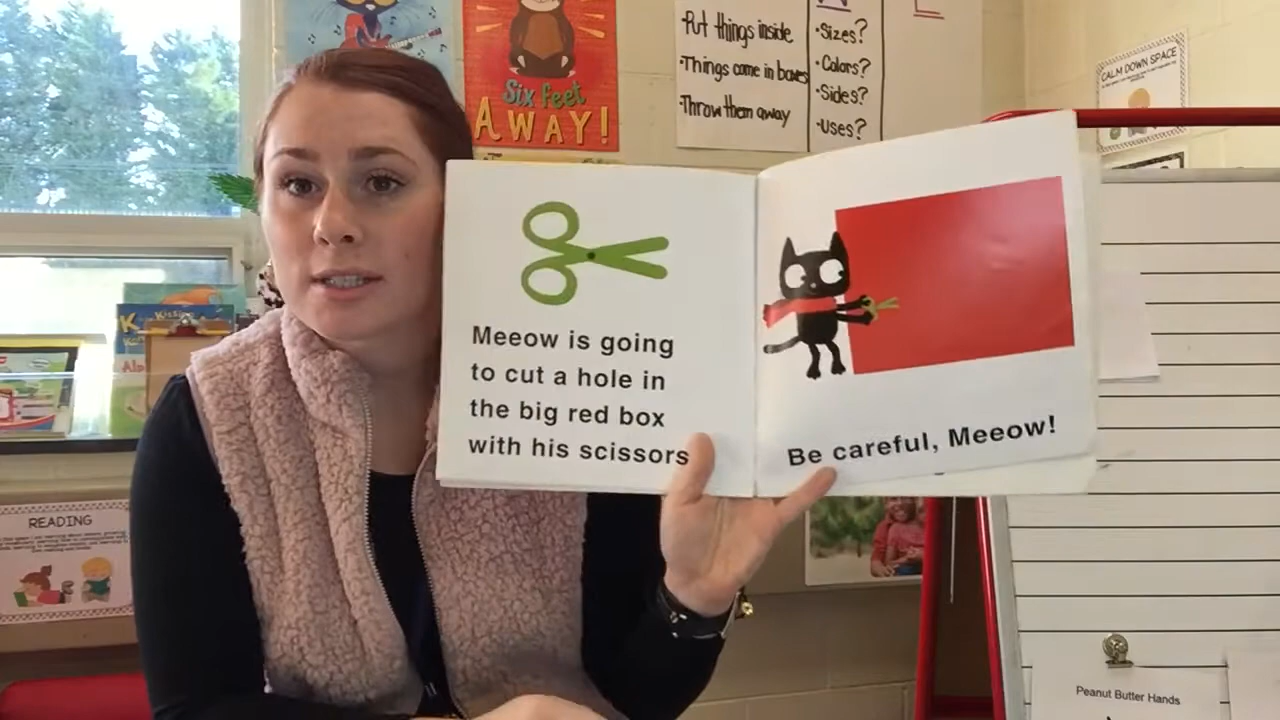 Six feet
AWAY!
•Put things inside
•Things come in boxes
•Throw them away
•Sizes?
•Colors?
•Sides?
•Uses?
CALM DOWN SPACE
Meeow is going
to cut a hole in
the big red box
with his scissors
Be careful, Meeow!
READING
Peanut Butter Hands